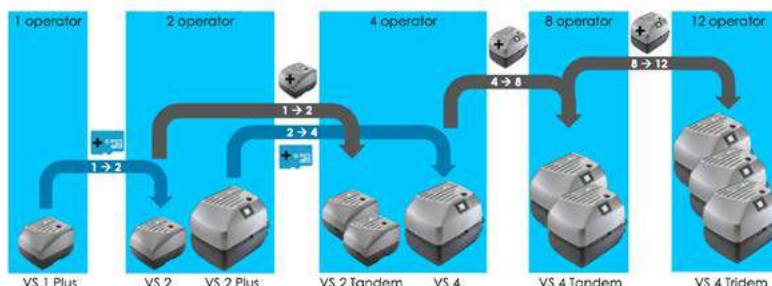 1 operator
2 operator
4 operator
8 operator
12 operator
4 → 8
8 → 12
1 → 2
2 → 4
1 → 2
VS 1 Plus
VS 2
VS 2 Plus
VS 2 Tandem
VS 4
VS 4 Tandem
VS 4 Tridem